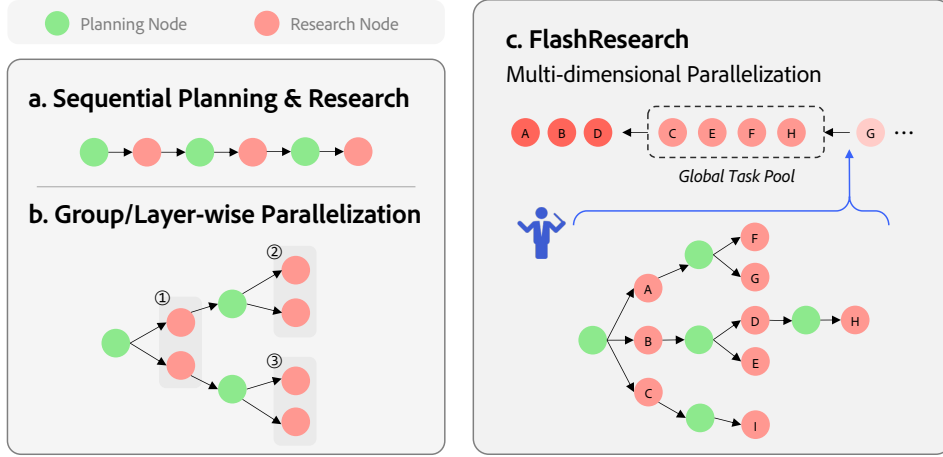 Planning Node
Research Node
a. Sequential Planning & Research
b. Group/Layer-wise Parallelization
①
②
③
c. FlashResearch
Multi-dimensional Parallelization
A B D C E F H G ...
Global Task Pool
F
A G
B D H
E
C
I